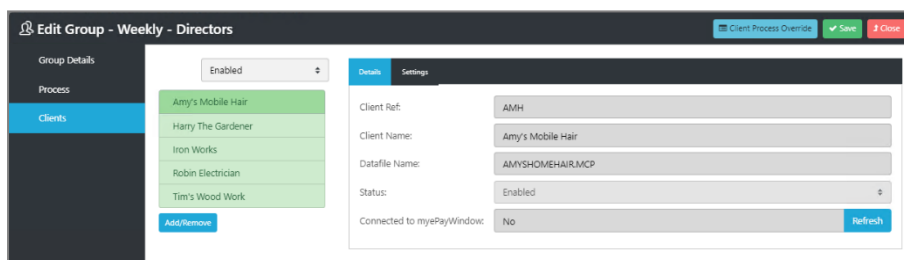 Edit Group - Weekly - Directors
Client Process Override
Save
Close
Group Details
Process
Clients
Enabled
Amy's Mobile Hair
Harry The Gardener
Iron Works
Robin Electrician
Tim's Wood Work
Add/Remove
Details Settings
Client Ref: AMH
Client Name: Amy's Mobile Hair
Datafile Name: AMYSHOMEHAIR.MCP
Status: Enabled
Connected to myePayWindow: No Refresh